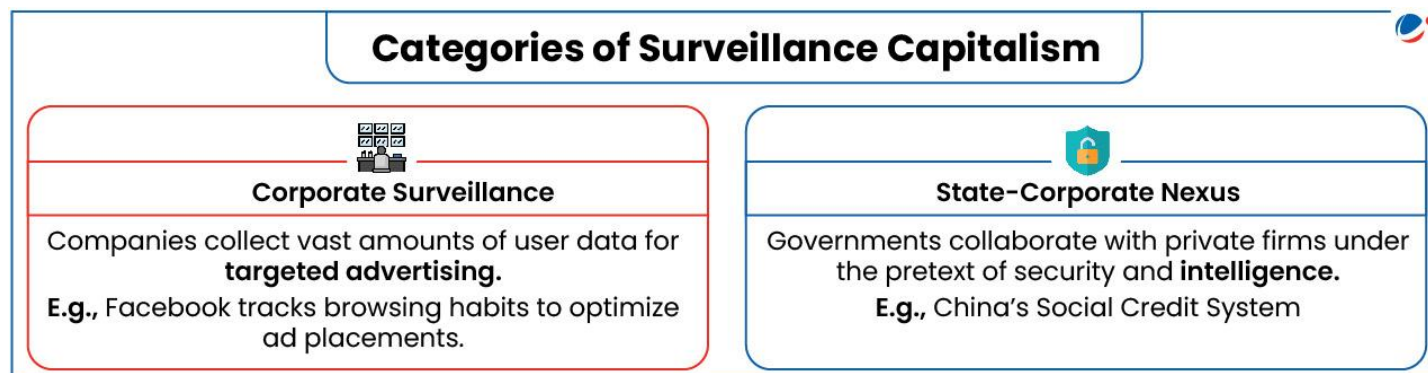 Categories of Surveillance Capitalism
Corporate Surveillance
Companies collect vast amounts of user data for
targeted advertising.
E.g., Facebook tracks browsing habits to optimize
ad placements.
State-Corporate Nexus
Governments collaborate with private firms under
the pretext of security and intelligence.
E.g., China's Social Credit System